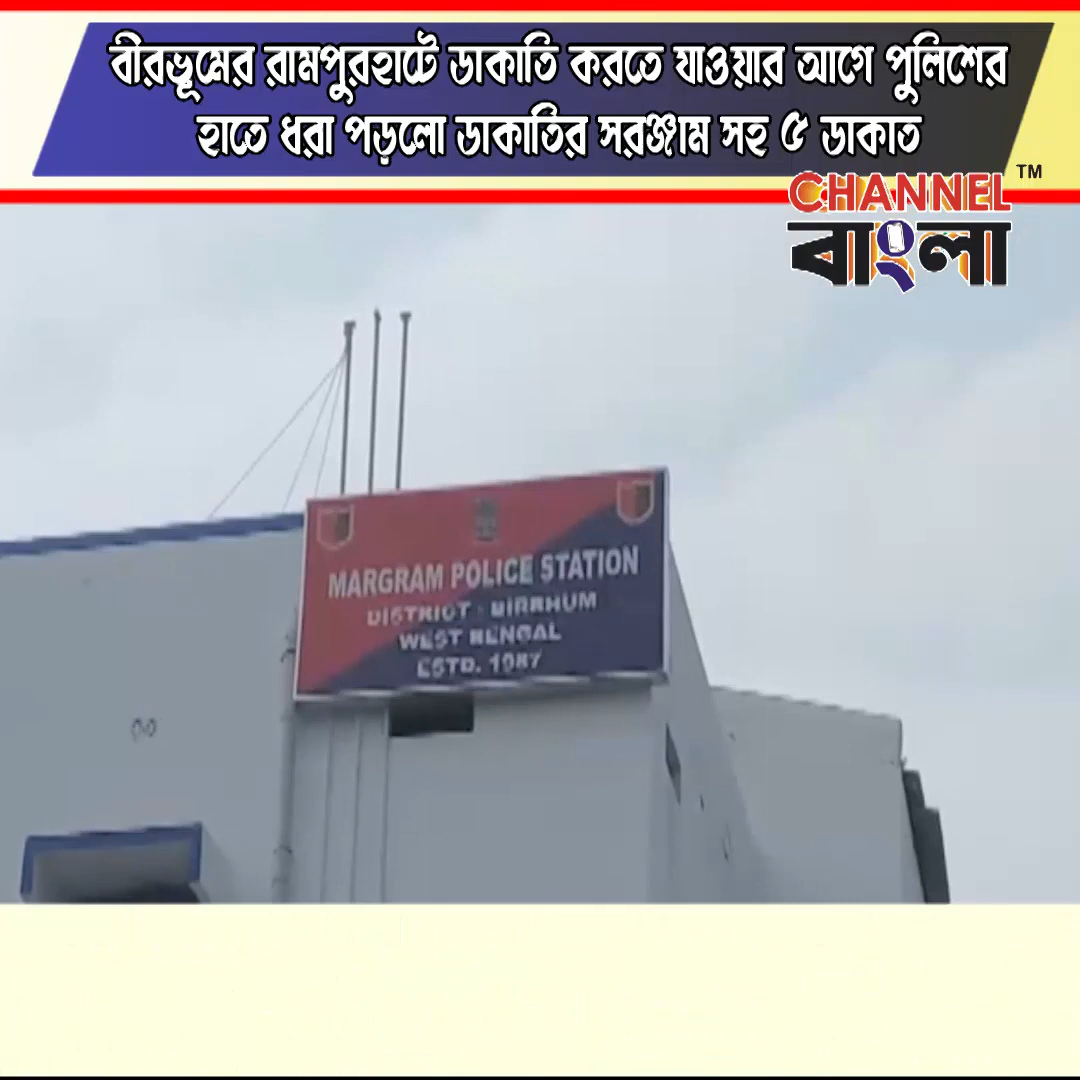 বীরভূমের রামপুরহাটে ডাকাতি করতে যাওয়ার আগে পুলিশের
হাতে ধরা পড়লো ডাকাতির সরঞ্জাম সহ ৫ ডাকাত
CHANNEL TM
বাংলা
MARGRAM POLICE STATION
DISTRICT - BIRBHUM
WEST BENGAL
ESTD. 1987